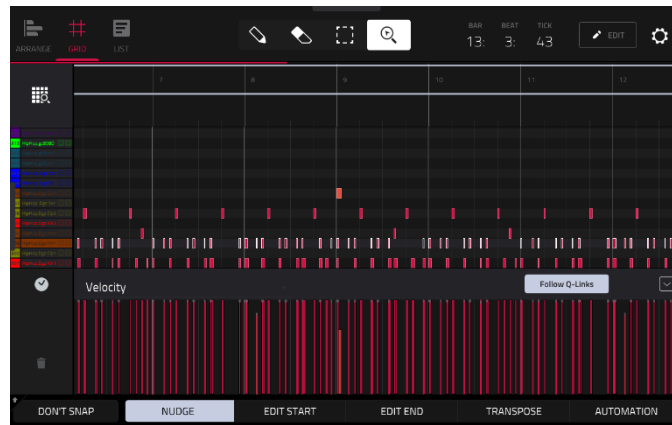 BAR BEAT TICK
13: 3: 43
EDIT
ARRANGE GRID LIST
7 8 9 10 11 12
Velocity
Follow Q-Links
DON'T SNAP NUDGE EDIT START EDIT END TRANSPOSE AUTOMATION